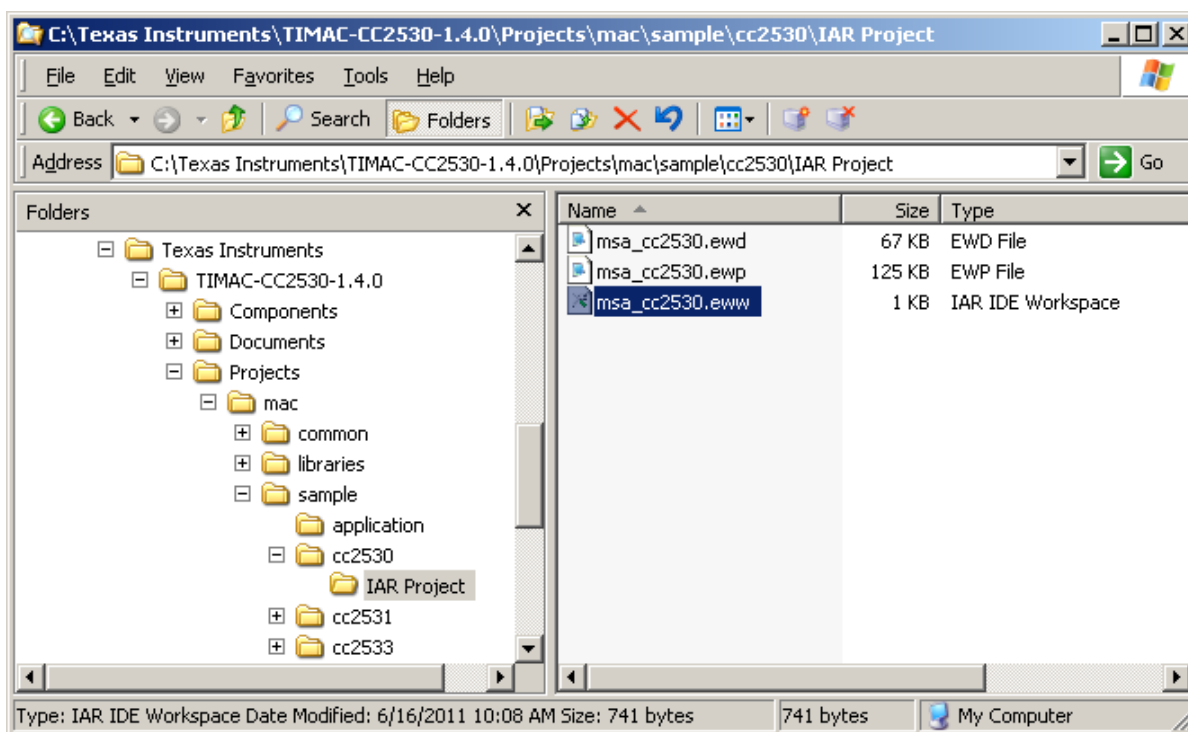 C:\Texas Instruments\TIMAC-CC2530-1.4.0\Projects\mac\sample\cc2530\IAR Project
File Edit View Favorites Tools Help
Back Search Folders
Address C:\Texas Instruments\TIMAC-CC2530-1.4.0\Projects\mac\sample\cc2530\IAR Project Go
Folders
Texas Instruments
TIMAC-CC2530-1.4.0
Components
Documents
Projects
mac
common
libraries
sample
application
cc2530
IAR Project
cc2531
cc2533
Name Size Type
msa_cc2530.ewd 67 KB EWD File
msa_cc2530.ewp 125 KB EWP File
msa_cc2530.eww 1 KB IAR IDE Workspace
Type: IAR IDE Workspace Date Modified: 6/16/2011 10:08 AM Size: 741 bytes 741 bytes My Computer